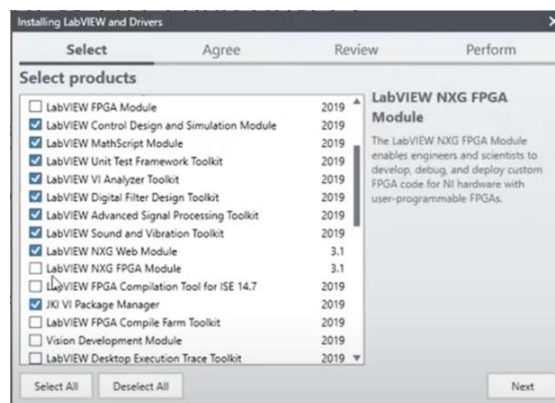 Installing LabVIEW and Drivers
Select Agree Review Perform
Select products
LabVIEW FPGA Module 2019
LabVIEW Control Design and Simulation Module 2019
LabVIEW MathScript Module 2019
LabVIEW Unit Test Framework Toolkit 2019
LabVIEW VI Analyzer Toolkit 2019
LabVIEW Digital Filter Design Toolkit 2019
LabVIEW Advanced Signal Processing Toolkit 2019
LabVIEW Sound and Vibration Toolkit 2019
LabVIEW NXG Web Module 3.1
LabVIEW NXG FPGA Module 3.1
LabVIEW FPGA Compilation Tool for ISE 14.7 2019
JKI VI Package Manager 2019
LabVIEW FPGA Compile Farm Toolkit 2019
Vision Development Module 2019
LabVIEW Desktop Execution Trace Toolkit 2019
LabVIEW NXG FPGA
Module
The LabVIEW NXG FPGA Module
enables engineers and scientists to
develop, debug, and deploy custom
FPGA code for NI hardware with
user-programmable FPGAs.
Select All Deselect All Next